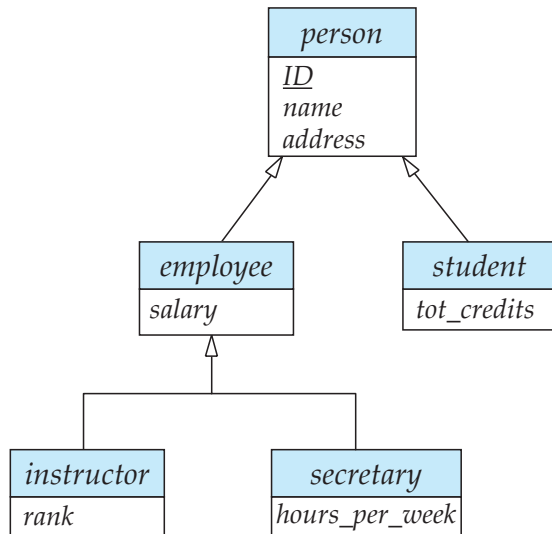 person
ID
name
address
employee
salary
student
tot_credits
instructor
rank
secretary
hours_per_week